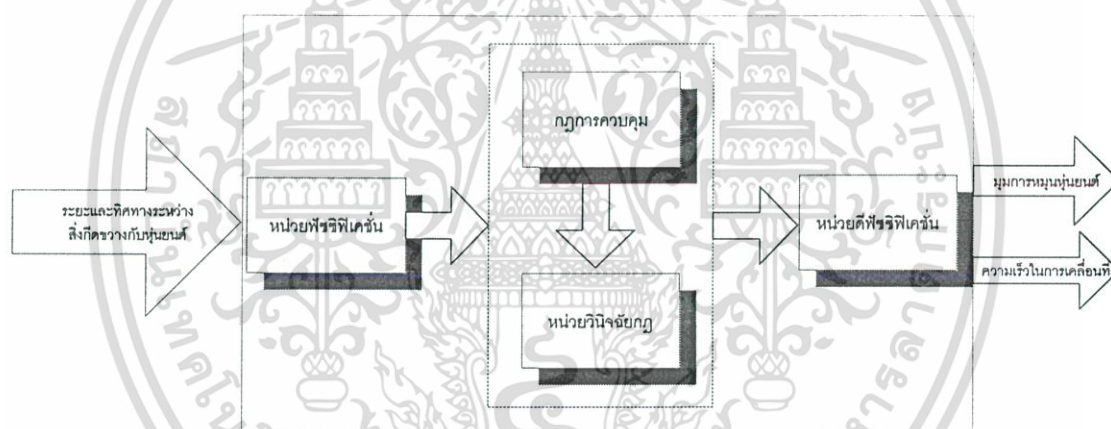 กฎการควบคุม
ระยะและทิศทางระหว่าง
สิ่งกีดขวางกับหุ่นยนต์
หน่วยฟัซซิฟิเคชั่น
หน่วยดีฟัซซิฟิเคชั่น
มุมการหมุนหุ่นยนต์
ความเร็วในการเคลื่อนที่
หน่วยวินิจฉัยกฎ